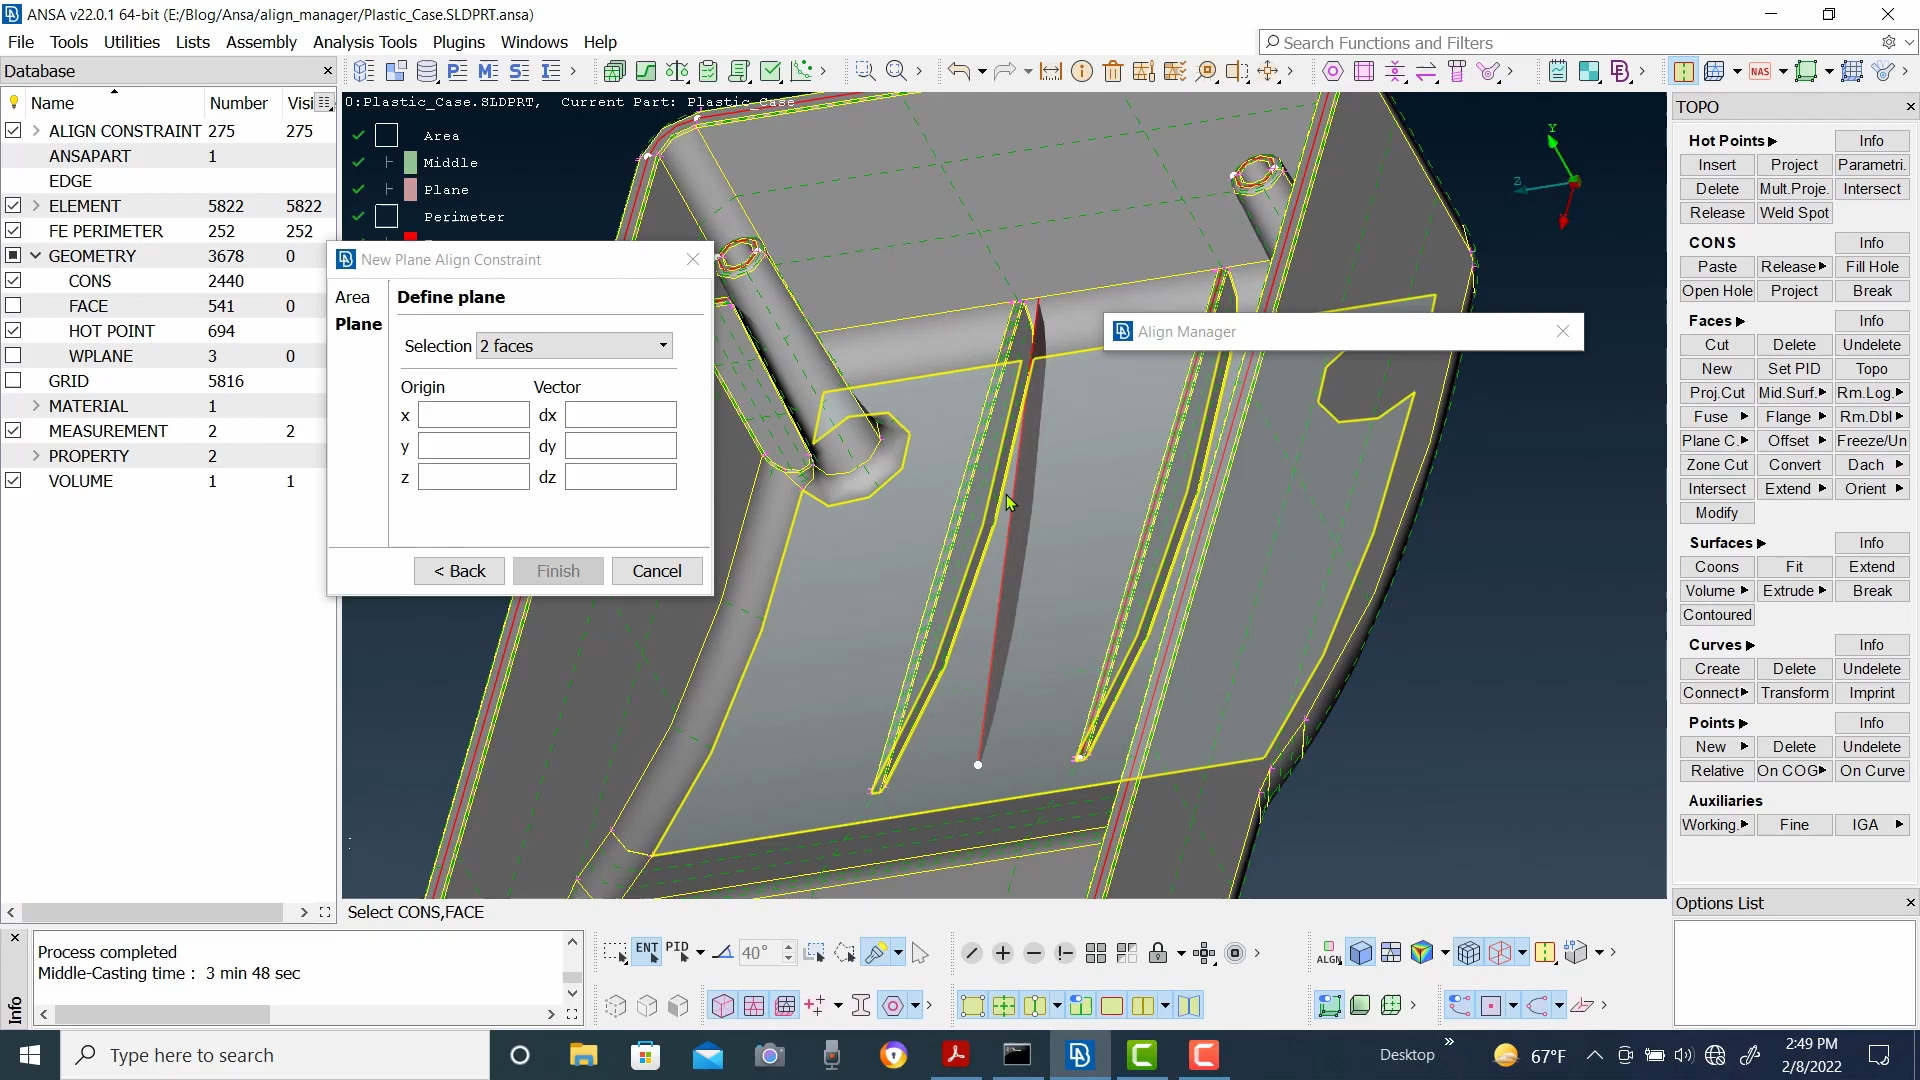 ANSA v22.0.1 64-bit (E:/Blog/Ansa/align_manager/Plastic_Case.SLDPRT.ansa)
File Tools Utilities Lists Assembly Analysis Tools Plugins Windows Help
Search Functions and Filters
Database
Name Number Visi
ALIGN CONSTRAINT 275 275
ANSAPART 1
EDGE
ELEMENT 5822 5822
FE PERIMETER 252 252
GEOMETRY 3678 0
CONS 2440
FACE 541 0
HOT POINT 694
WPLANE 3 0
GRID 5816
MATERIAL 1
MEASUREMENT 2 2
PROPERTY 2
VOLUME 1 1
NAS
0:Plastic_Case.SLDPRT, Current Part: Plastic_Case
Area
Middle
Plane
Perimeter
Y
Z
X
New Plane Align Constraint
Area
Plane
Define plane
Selection 2 faces
Origin Vector
x dx
y dy
z dz
< Back Finish Cancel
Align Manager
Select CONS,FACE
TOPO
Hot Points Info
Insert Project Parametri.
Delete Mult.Proje. Intersect
Release Weld Spot
CONS Info
Paste Release Fill Hole
Open Hole Project Break
Faces Info
Cut Delete Undelete
New Set PID Topo
Proj.Cut Mid.Surf. Rm.Log.
Fuse Flange Rm.Dbl
Plane C. Offset Freeze/Un
Zone Cut Convert Dach
Intersect Extend Orient
Modify
Surfaces Info
Coons Fit Extend
Volume Extrude Break
Contoured
Curves Info
Create Delete Undelete
Connect Transform Imprint
Points Info
New Delete Undelete
Relative On COG On Curve
Auxiliaries
Working. Fine IGA
Options List
Info
Process completed
Middle-Casting time : 3 min 48 sec
ENT PID 40°
ALGN
Type here to search
Desktop
67°F
2:49 PM
2/8/2022